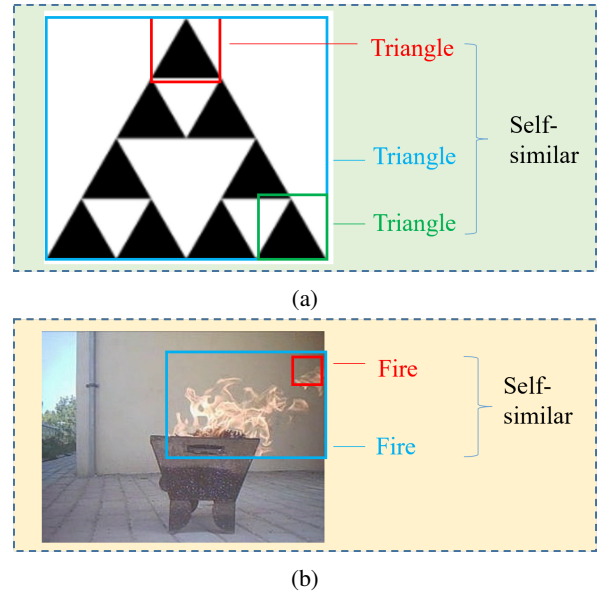 Triangle
Triangle
Triangle
Self-
similar
(a)
Fire
Fire
Self-
similar
(b)